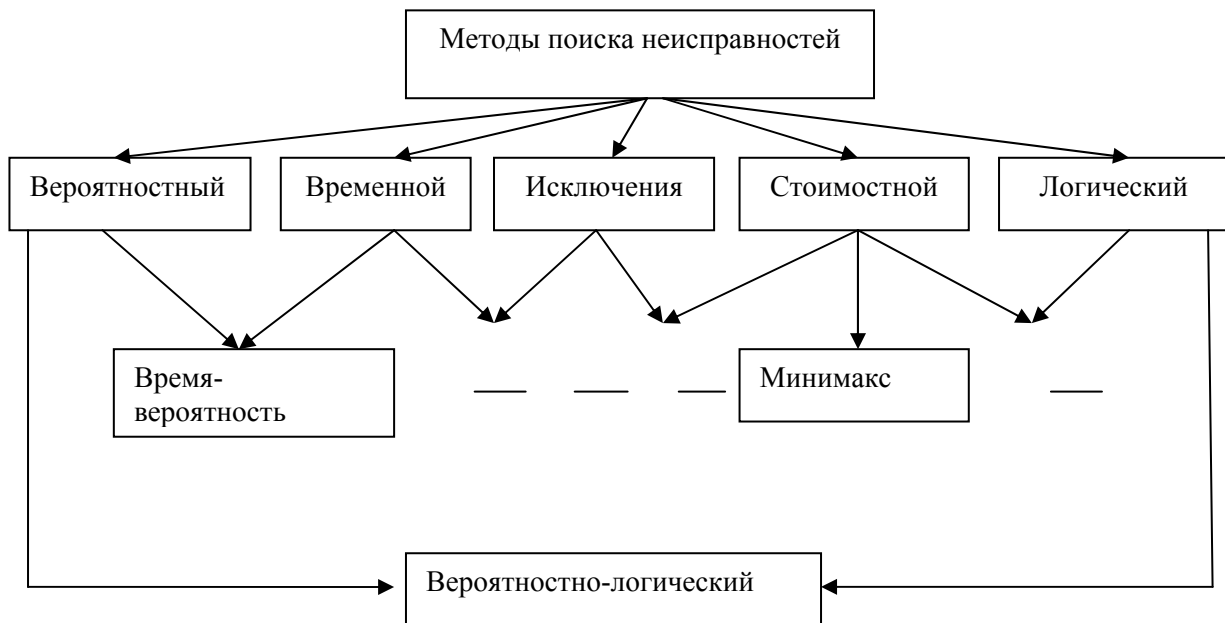 Методы поиска неисправностей
Вероятностный
Временной
Исключения
Стоимостной
Логический
Время-
вероятность
Минимакс
Вероятностно-логический